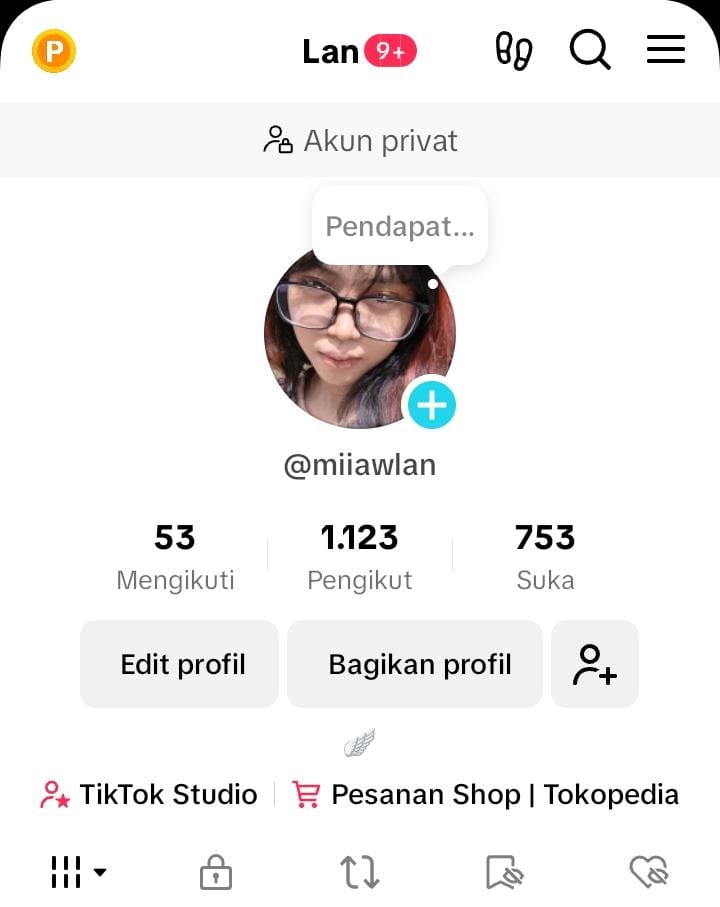 P
Lan 9+
Akun privat
Pendapat...
@miiawlan
53 1.123 753
Mengikuti Pengikut Suka
Edit profil Bagikan profil
TikTok Studio Pesanan Shop | Tokopedia